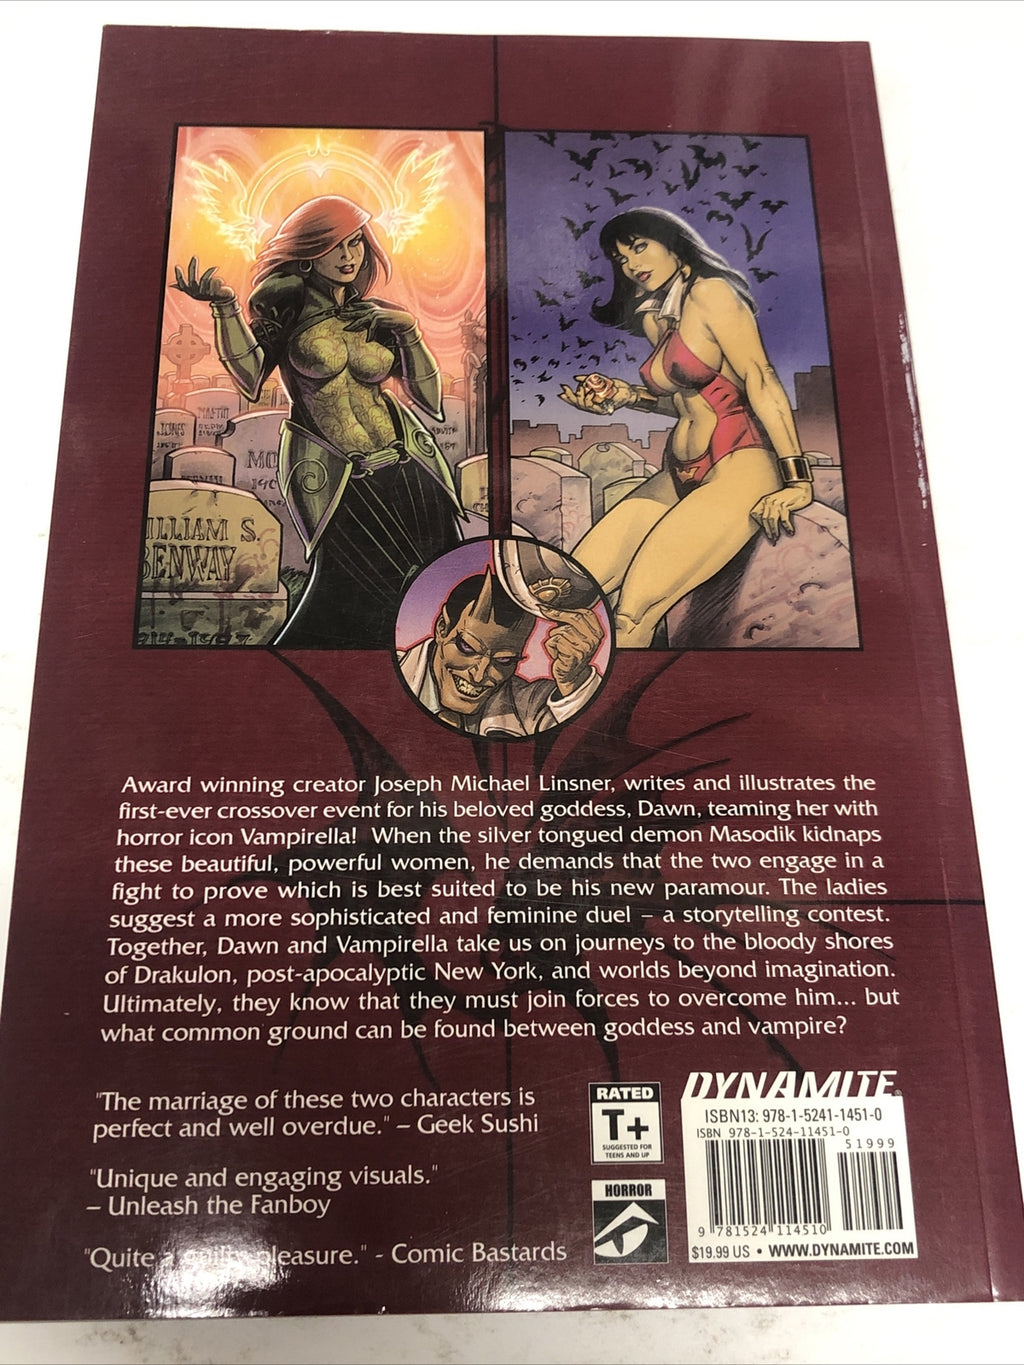 JONES
MARTIN
MO
190
WILLIAM S.
BENWAY
Award winning creator Joseph Michael Linsner, writes and illustrates the
first-ever crossover event for his beloved goddess, Dawn, teaming her with
horror icon Vampirella! When the silver tongued demon Masodik kidnaps
these beautiful, powerful women, he demands that the two engage in a
fight to prove which is best suited to be his new paramour. The ladies
suggest a more sophisticated and feminine duel – a storytelling contest.
Together, Dawn and Vampirella take us on journeys to the bloody shores
of Drakulon, post-apocalyptic New York, and worlds beyond imagination.
Ultimately, they know that they must join forces to overcome him... but
what common ground can be found between goddess and vampire?
"The marriage of these two characters is
perfect and well overdue." – Geek Sushi
"Unique and engaging visuals."
– Unleash the Fanboy
"Quite a guilty pleasure." - Comic Bastards
RATED
T+
SUGGESTED FOR
TEENS AND UP
HORROR
DYNAMITE®
ISBN13: 978-1-5241-1451-0
ISBN 978-1-524-11451-0
51999
9 781524 114510
$19.99 US • WWW.DYNAMITE.COM